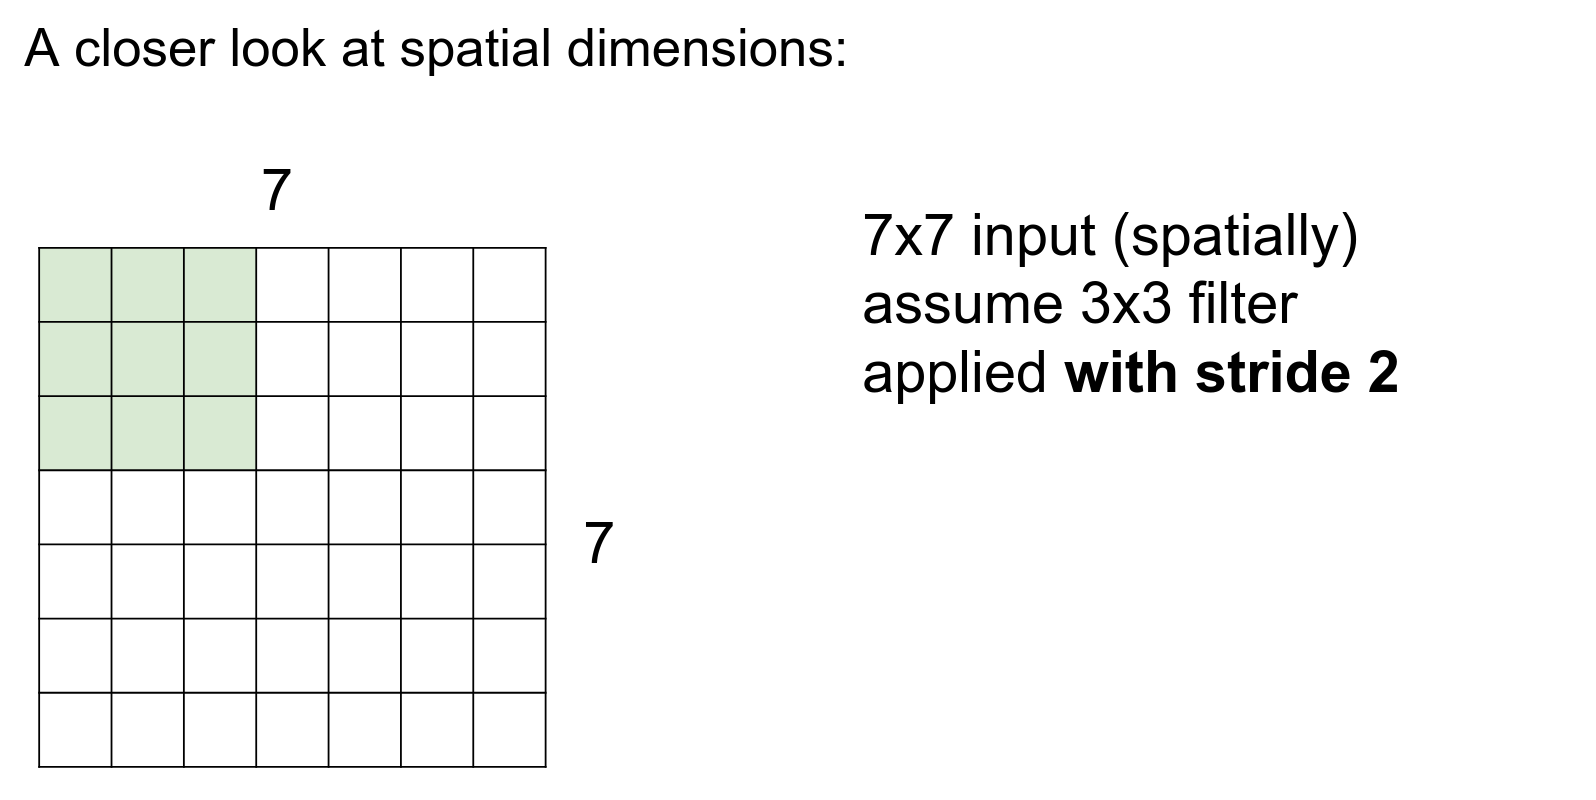 A closer look at spatial dimensions:
7
7x7 input (spatially)
assume 3x3 filter
applied with stride 2
7